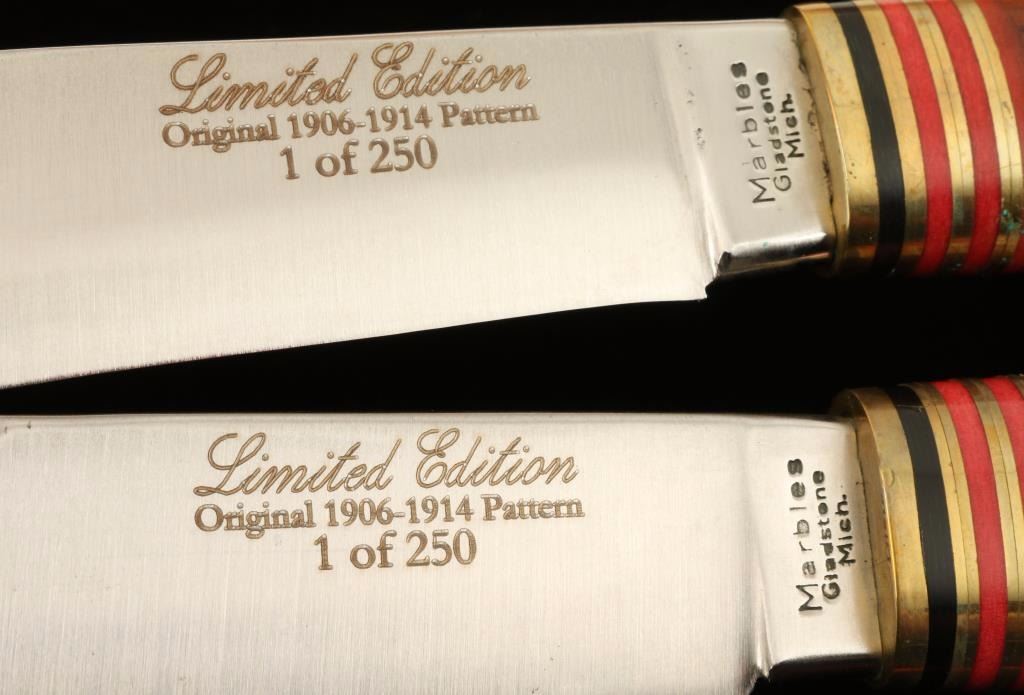 Limited Edition
Original 1906-1914 Pattern
1 of 250
Marbles
Gladstone
Mich.
Limited Edition
Original 1906-1914 Pattern
1 of 250
Marbles
Gladstone
Mich.